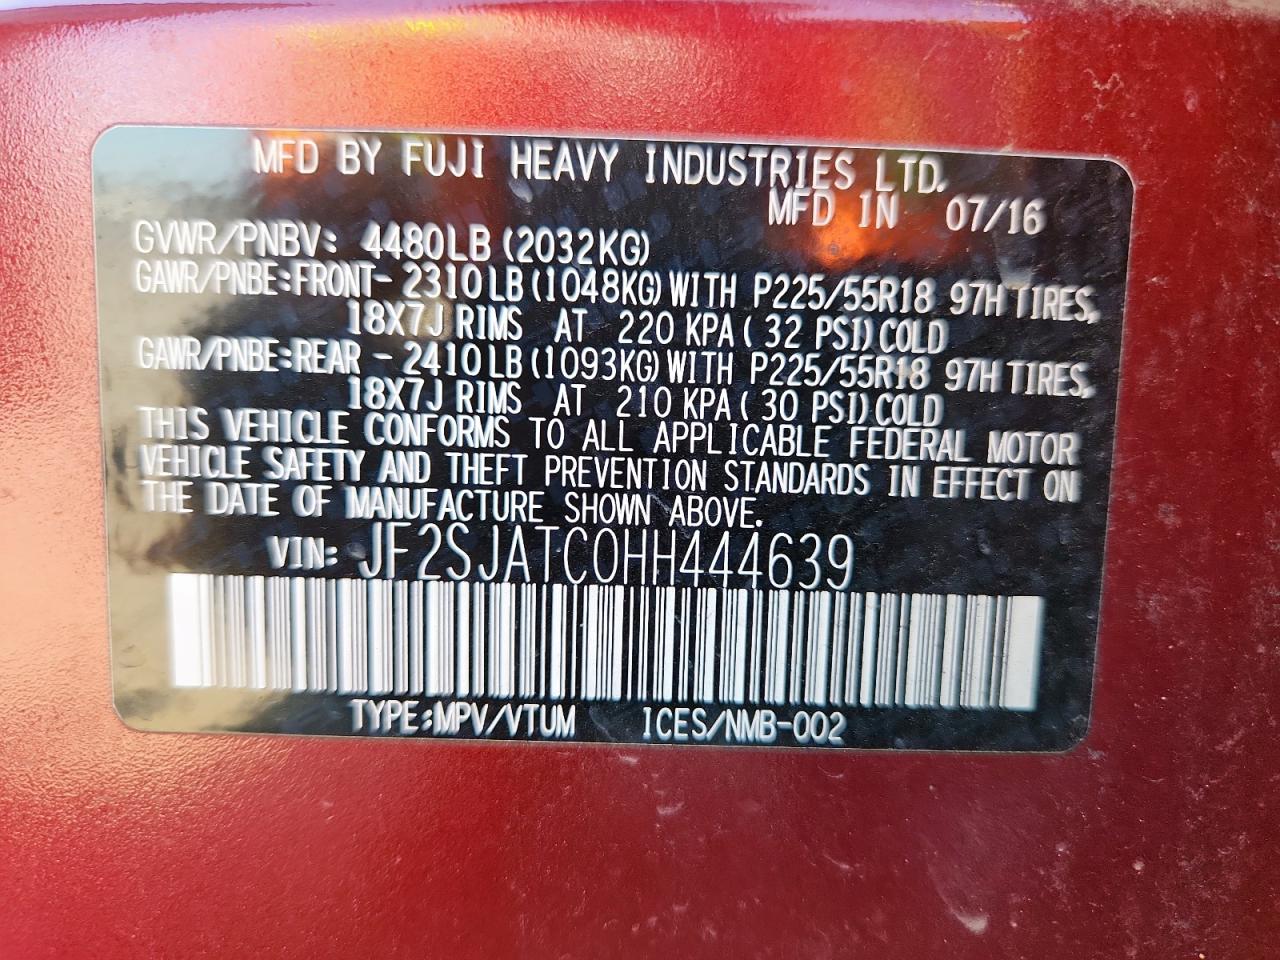 MFD BY FUJI HEAVY INDUSTRIES LTD.
MFD IN 07/16
GVWR/PNBV: 4480LB (2032KG)
GAWR/PNBE:FRONT- 2310 LB (1048KG) WITH P225/55R18 97H TIRES,
18X7J RIMS AT 220 KPA ( 32 PSI) COLD
GAWR/PNBE:REAR - 2410 LB (1093KG) WITH P225/55R18 97H TIRES,
18X7J RIMS AT 210 KPA ( 30 PSI) COLD
THIS VEHICLE CONFORMS TO ALL APPLICABLE FEDERAL MOTOR
VEHICLE SAFETY AND THEFT PREVENTION STANDARDS IN EFFECT ON
THE DATE OF MANUFACTURE SHOWN ABOVE.
VIN: JF2SJATC0HH444639
TYPE:MPV/VTUM ICES/NMB-002